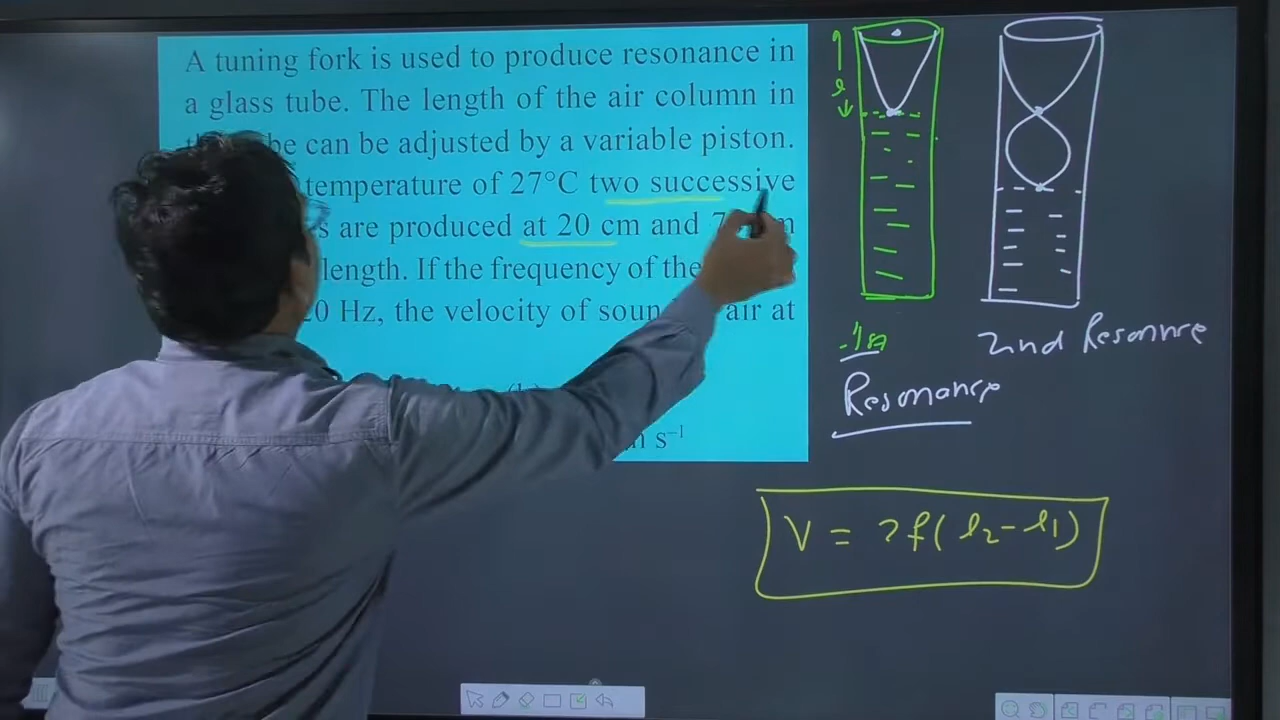 A tuning fork is used to produce resonance in
a glass tube. The length of the air column in
can be adjusted by a variable piston.
temperature of 27°C two successive
are produced at 20 cm and
length. If the frequency of the
Hz, the velocity of air at
s⁻¹
l
1st
Resonance
2nd Resonance
V = 2f(l₂-l₁)